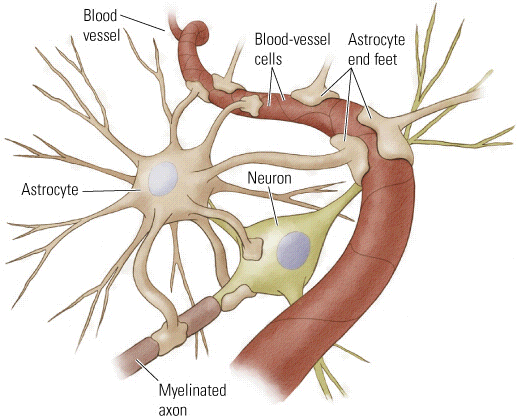 Blood
vessel
Blood-vessel
cells
Astrocyte
end feet
Astrocyte
Neuron
Myelinated
axon